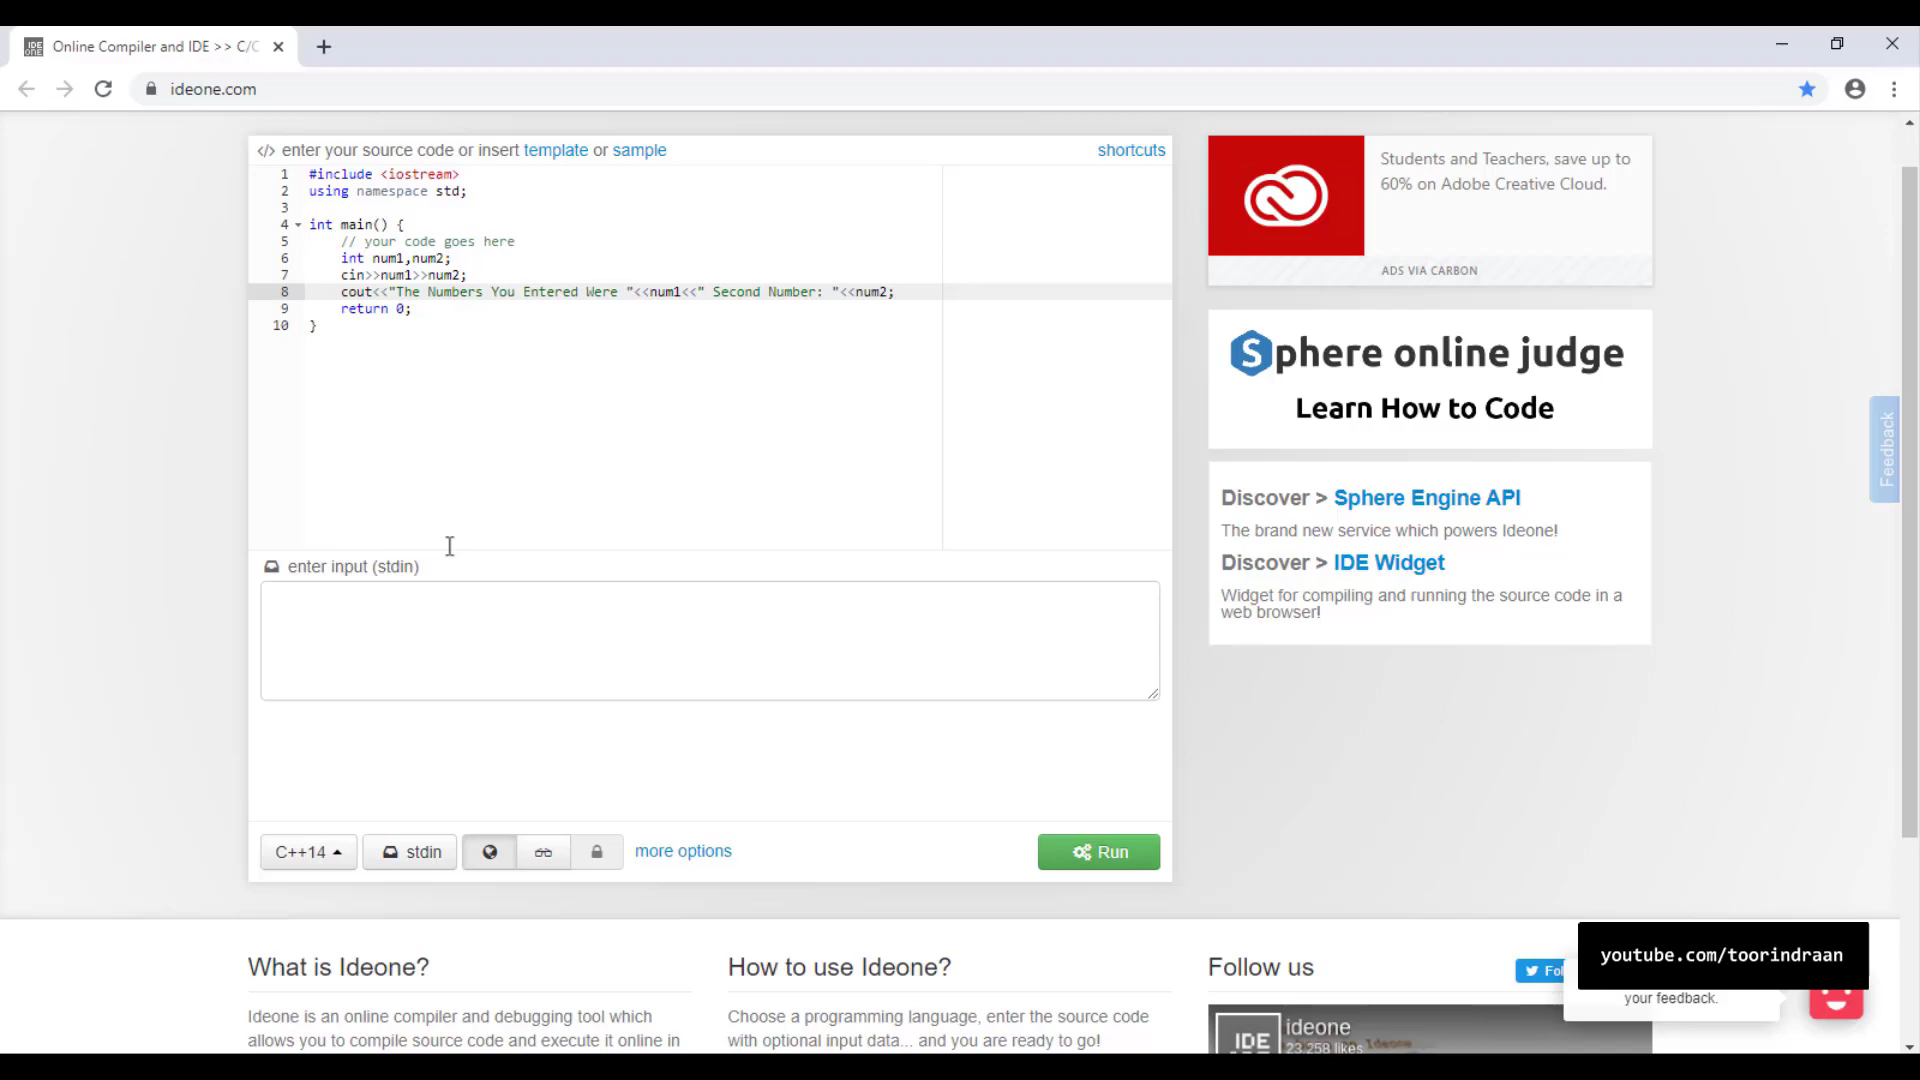 Online Compiler and IDE >> C/C
ideone.com
</> enter your source code or insert template or sample
shortcuts
1 #include <iostream>
2 using namespace std;
3
4 int main() {
5 // your code goes here
6 int num1,num2;
7 cin>>num1>>num2;
8 cout<<"The Numbers You Entered Were "<<num1<<" Second Number: "<<num2;
9 return 0;
10 }
enter input (stdin)
C++14
stdin
more options
Run
Students and Teachers, save up to
60% on Adobe Creative Cloud.
ADS VIA CARBON
Sphere online judge
Learn How to Code
Discover > Sphere Engine API
The brand new service which powers Ideone!
Discover > IDE Widget
Widget for compiling and running the source code in a
web browser!
Feedback
What is Ideone?
Ideone is an online compiler and debugging tool which
allows you to compile source code and execute it online in
How to use Ideone?
Choose a programming language, enter the source code
with optional input data... and you are ready to go!
Follow us
Fol
ideone
23,258 likes
IDE
youtube.com/toorindraan
your feedback.